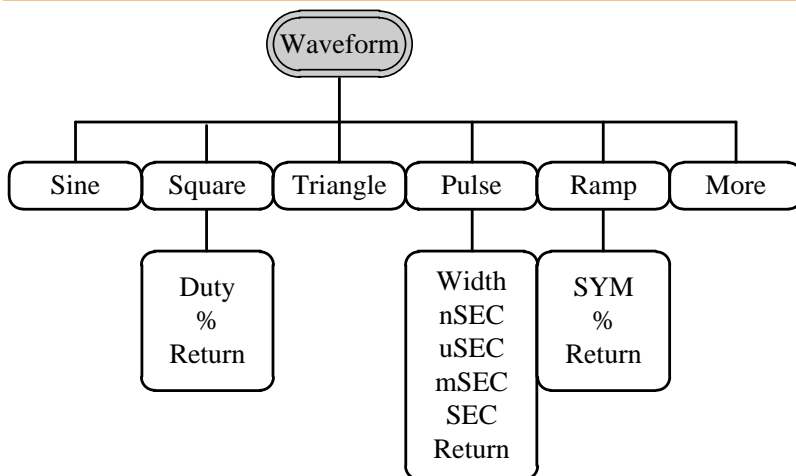 Waveform
Sine
Square
Triangle
Pulse
Ramp
More
Duty
%
Return
Width
nSEC
uSEC
mSEC
SEC
Return
SYM
%
Return